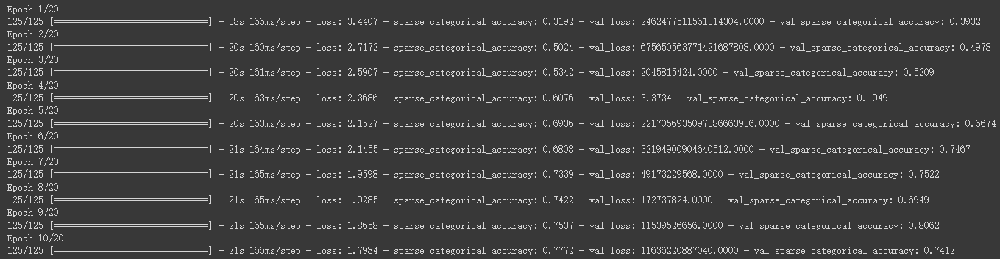 Epoch 1/20
125/125 [==============================] - 38s 166ms/step - loss: 3.4407 - sparse_categorical_accuracy: 0.3192 - val_loss: 2462477511561314304.0000 - val_sparse_categorical_accuracy: 0.3932
Epoch 2/20
125/125 [==============================] - 20s 160ms/step - loss: 2.7172 - sparse_categorical_accuracy: 0.5024 - val_loss: 675650563771421687808.0000 - val_sparse_categorical_accuracy: 0.4978
Epoch 3/20
125/125 [==============================] - 20s 161ms/step - loss: 2.5907 - sparse_categorical_accuracy: 0.5342 - val_loss: 2045815424.0000 - val_sparse_categorical_accuracy: 0.5209
Epoch 4/20
125/125 [==============================] - 20s 163ms/step - loss: 2.3686 - sparse_categorical_accuracy: 0.6076 - val_loss: 3.3734 - val_sparse_categorical_accuracy: 0.1949
Epoch 5/20
125/125 [==============================] - 20s 163ms/step - loss: 2.1527 - sparse_categorical_accuracy: 0.6936 - val_loss: 2217056935097386663936.0000 - val_sparse_categorical_accuracy: 0.6674
Epoch 6/20
125/125 [==============================] - 21s 164ms/step - loss: 2.1455 - sparse_categorical_accuracy: 0.6808 - val_loss: 32194900904640512.0000 - val_sparse_categorical_accuracy: 0.7467
Epoch 7/20
125/125 [==============================] - 21s 165ms/step - loss: 1.9598 - sparse_categorical_accuracy: 0.7339 - val_loss: 49173229568.0000 - val_sparse_categorical_accuracy: 0.7522
Epoch 8/20
125/125 [==============================] - 21s 165ms/step - loss: 1.9285 - sparse_categorical_accuracy: 0.7422 - val_loss: 172737824.0000 - val_sparse_categorical_accuracy: 0.6949
Epoch 9/20
125/125 [==============================] - 21s 165ms/step - loss: 1.8658 - sparse_categorical_accuracy: 0.7537 - val_loss: 11539526656.0000 - val_sparse_categorical_accuracy: 0.8062
Epoch 10/20
125/125 [==============================] - 21s 166ms/step - loss: 1.7984 - sparse_categorical_accuracy: 0.7772 - val_loss: 11636220887040.0000 - val_sparse_categorical_accuracy: 0.7412